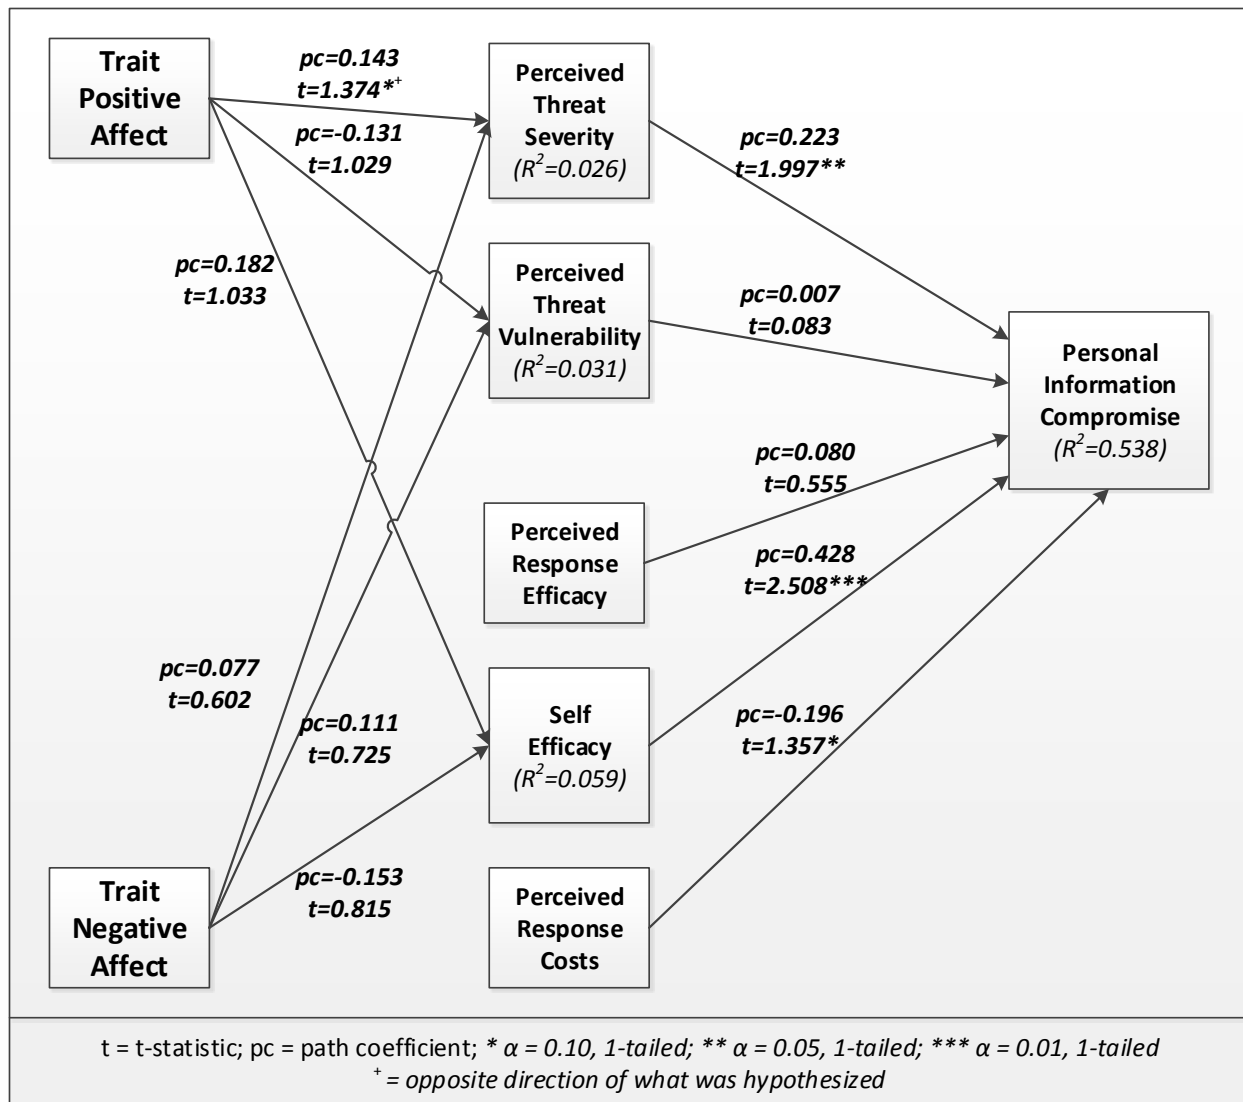 Trait
Positive
Affect
pc=0.143
t=1.374*+
pc=-0.131
t=1.029
pc=0.182
t=1.033
Perceived
Threat
Severity
(R²=0.026)
pc=0.223
t=1.997**
Perceived
Threat
Vulnerability
(R²=0.031)
pc=0.007
t=0.083
Personal
Information
Compromise
(R²=0.538)
pc=0.080
t=0.555
Perceived
Response
Efficacy
pc=0.428
t=2.508***
pc=0.077
t=0.602
pc=0.111
t=0.725
Self
Efficacy
(R²=0.059)
pc=-0.196
t=1.357*
Trait
Negative
Affect
pc=-0.153
t=0.815
Perceived
Response
Costs
t = t-statistic; pc = path coefficient; * α = 0.10, 1-tailed; ** α = 0.05, 1-tailed; *** α = 0.01, 1-tailed
+ = opposite direction of what was hypothesized